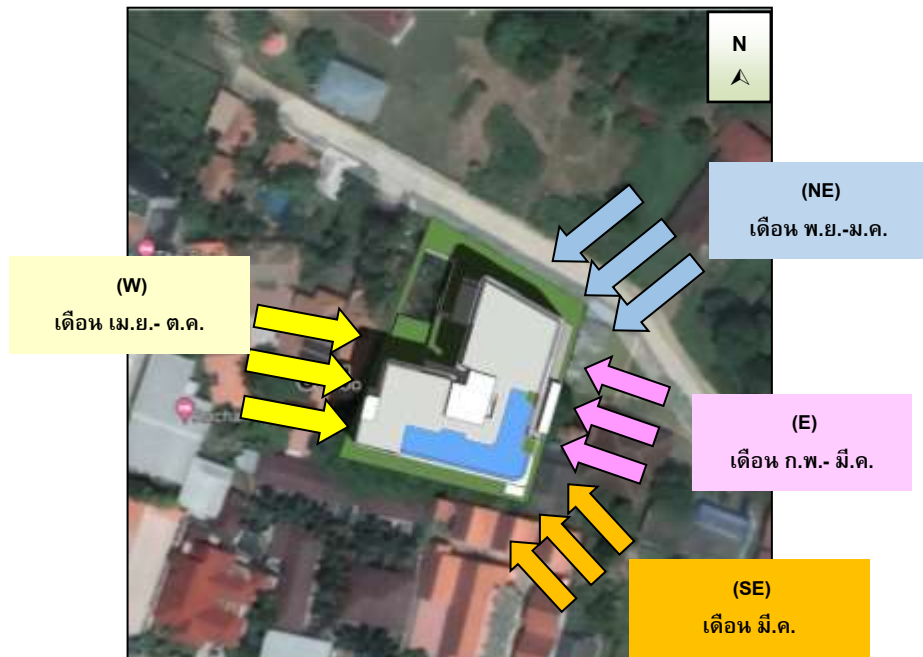 N
(NE)
เดือน พ.ย.-ม.ค.
(W)
เดือน เม.ย.- ต.ค.
(E)
เดือน ก.พ.- มี.ค.
(SE)
เดือน มี.ค.